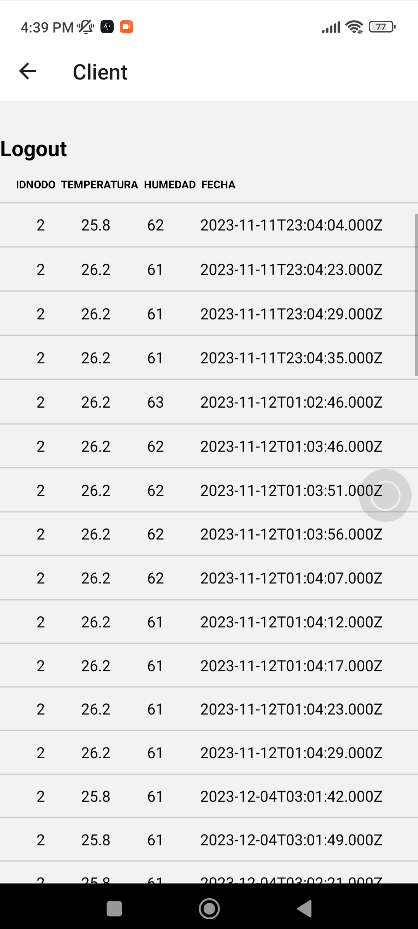 4:39 PM 77
Client
Logout
IDNODO TEMPERATURA HUMEDAD FECHA
2 25.8 62 2023-11-11T23:04:04.000Z
2 26.2 61 2023-11-11T23:04:23.000Z
2 26.2 61 2023-11-11T23:04:29.000Z
2 26.2 61 2023-11-11T23:04:35.000Z
2 26.2 63 2023-11-12T01:02:46.000Z
2 26.2 62 2023-11-12T01:03:46.000Z
2 26.2 62 2023-11-12T01:03:51.000Z
2 26.2 62 2023-11-12T01:03:56.000Z
2 26.2 62 2023-11-12T01:04:07.000Z
2 26.2 61 2023-11-12T01:04:12.000Z
2 26.2 61 2023-11-12T01:04:17.000Z
2 26.2 61 2023-11-12T01:04:23.000Z
2 26.2 61 2023-11-12T01:04:29.000Z
2 25.8 61 2023-12-04T03:01:42.000Z
2 25.8 61 2023-12-04T03:01:49.000Z
2 25.8 61 2023-12-04T03:02:21.000Z